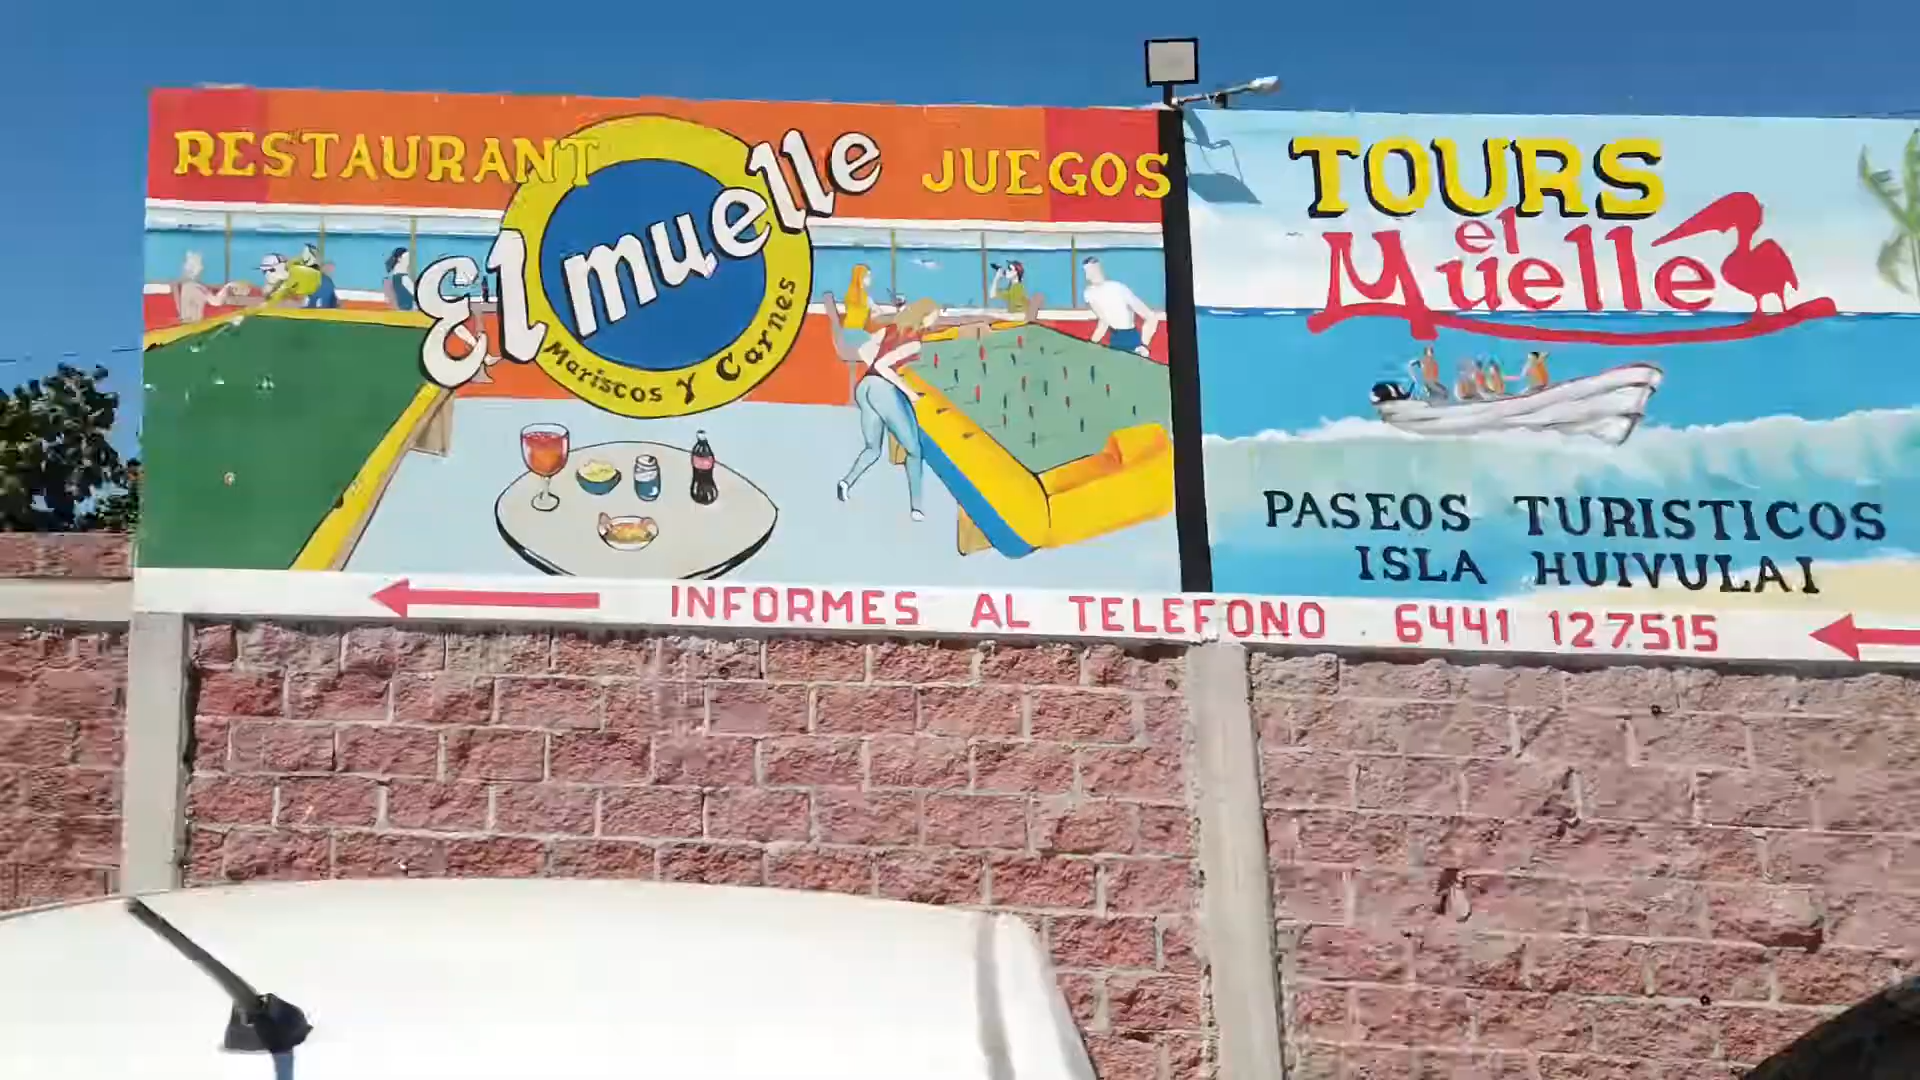 RESTAURANT
El muelle
Mariscos y Carnes
JUEGOS
TOURS
el
Muelle
PASEOS TURISTICOS
ISLA HUIVULAI
INFORMES AL TELEFONO 6441 127515